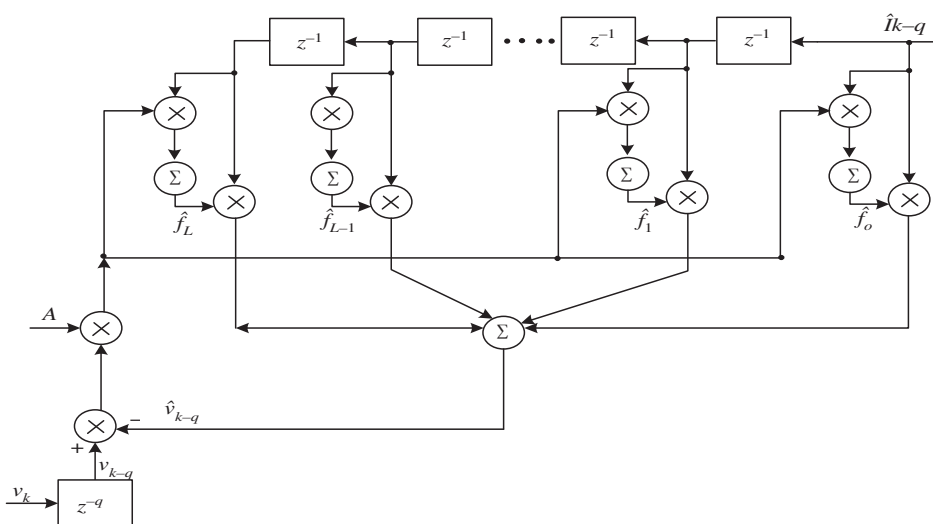 z⁻¹ z⁻¹ z⁻¹ z⁻¹ Îk−q
Σ Σ Σ Σ
f̂_L f̂_{L−1} f̂_1 f̂_o
A
Σ
v̂_{k−q}
−
+
v_{k−q}
v_k z^{−q}